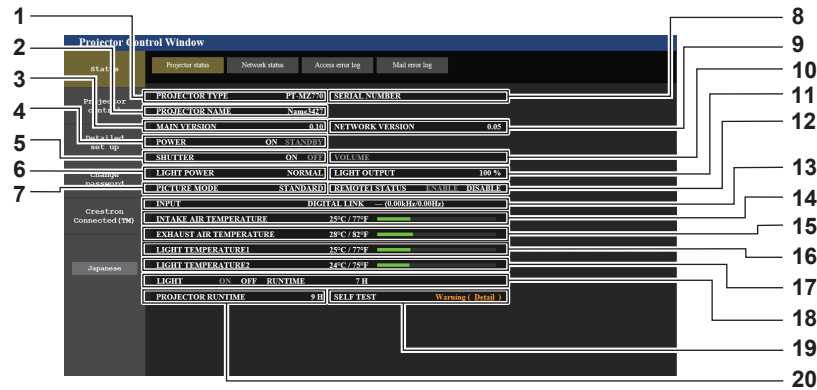 Projector Control Window
Status
Projector status Network status Access error log Mail error log
Projector control
Detailed set up
Change password
Crestron Connected(TM)
Japanese
PROJECTOR TYPE PT-MZ770 SERIAL NUMBER
PROJECTOR NAME Name3427
MAIN VERSION 0.10 NETWORK VERSION 0.05
POWER ON STANDBY
SHUTTER ON OFF VOLUME
LIGHT POWER NORMAL LIGHT OUTPUT 100 %
PICTURE MODE STANDARD REMOTE1 STATUS ENABLE DISABLE
INPUT DIGITAL LINK --- (0.00kHz/0.00Hz)
INTAKE AIR TEMPERATURE 25°C / 77°F
EXHAUST AIR TEMPERATURE 28°C / 82°F
LIGHT TEMPERATURE1 25°C / 77°F
LIGHT TEMPERATURE2 24°C / 75°F
LIGHT ON OFF RUNTIME 7 H
PROJECTOR RUNTIME 9 H SELF TEST Warning ( Detail )
1
2
3
4
5
6
7
8
9
10
11
12
13
14
15
16
17
18
19
20